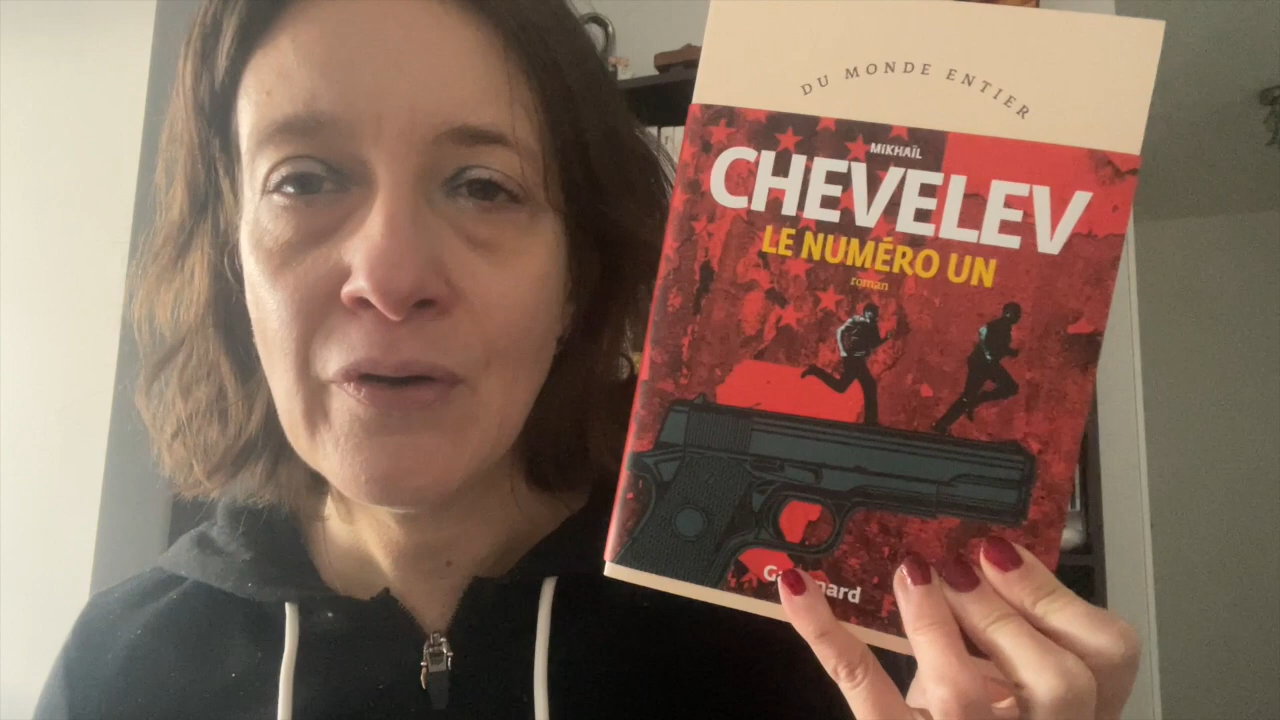 DU MONDE ENTIER
MIKHAÏL
CHEVELEV
LE NUMÉRO UN
roman